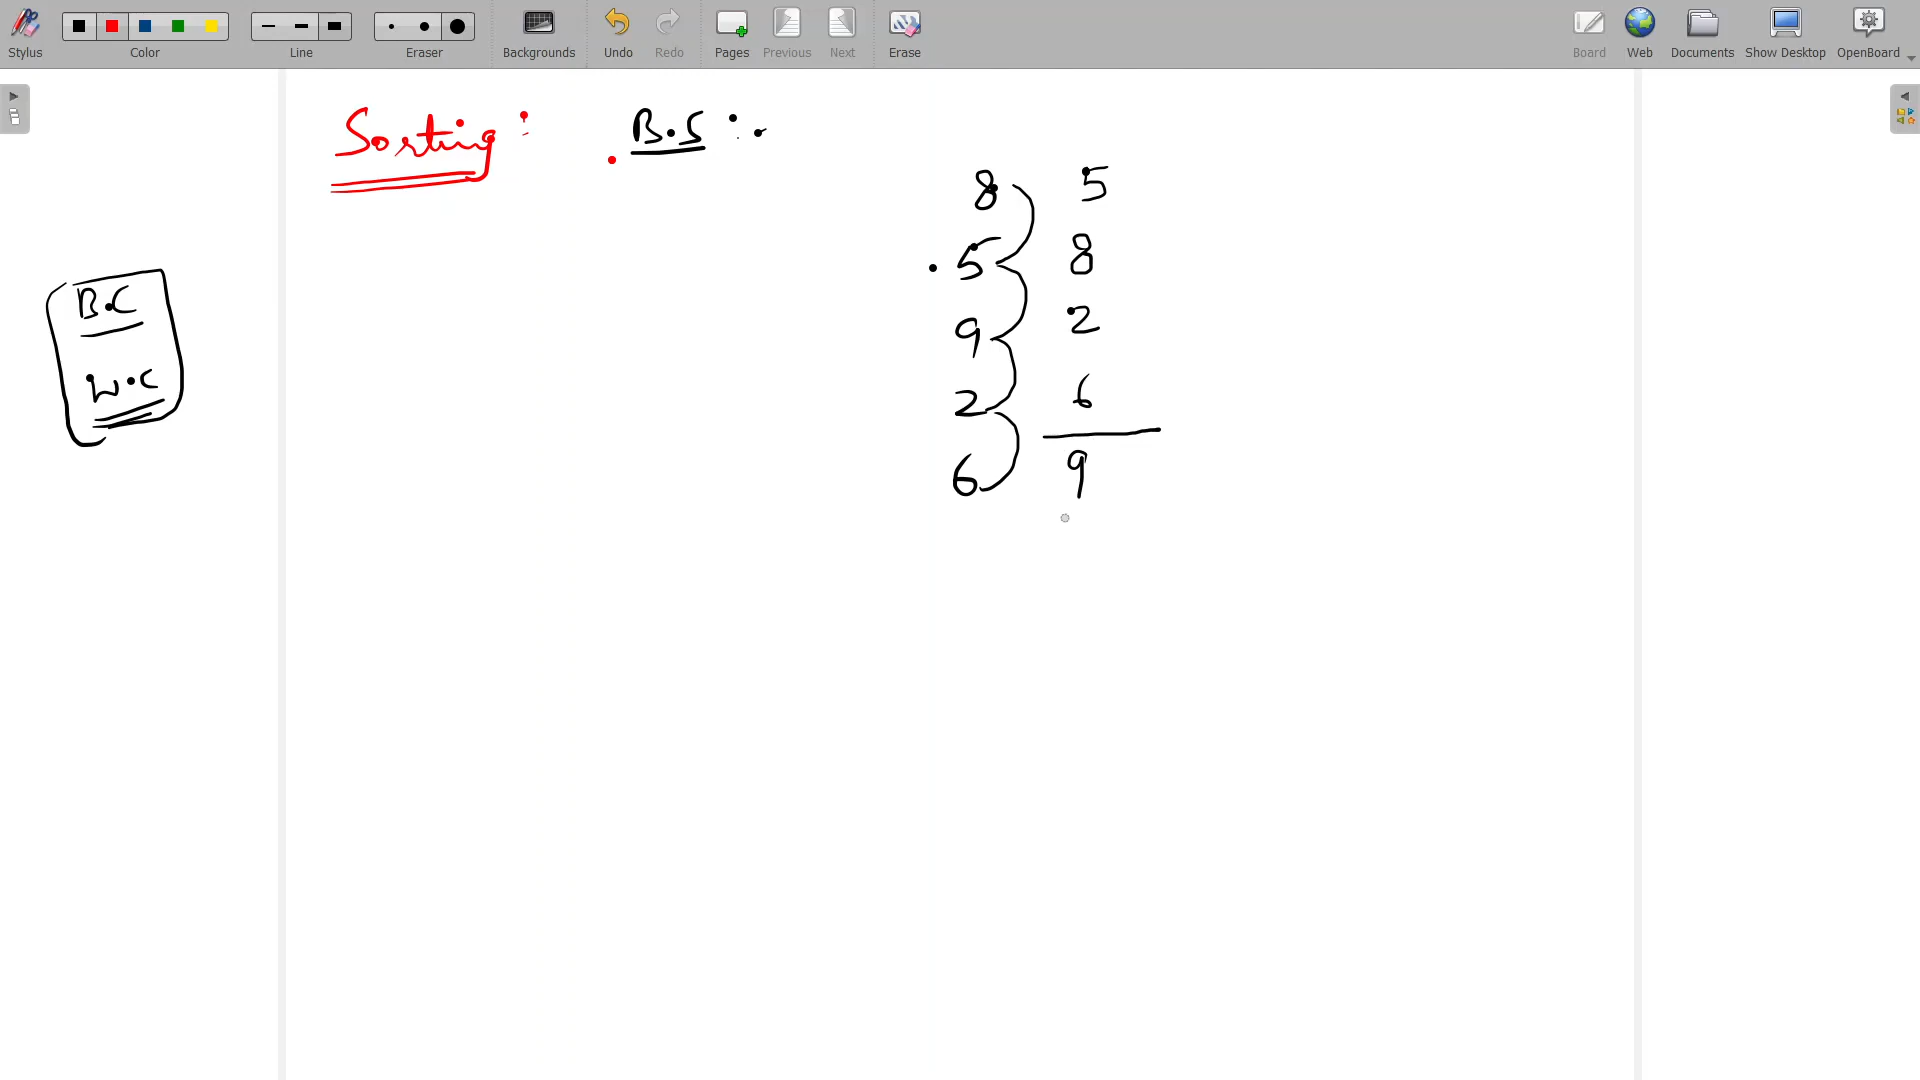 Stylus Color Line Eraser Backgrounds Undo Redo Pages Previous Next Erase Board Web Documents Show Desktop OpenBoard
Sorting : B.S :-
8 5
5 8
9 2
2 6
6 9
B.C
W.C